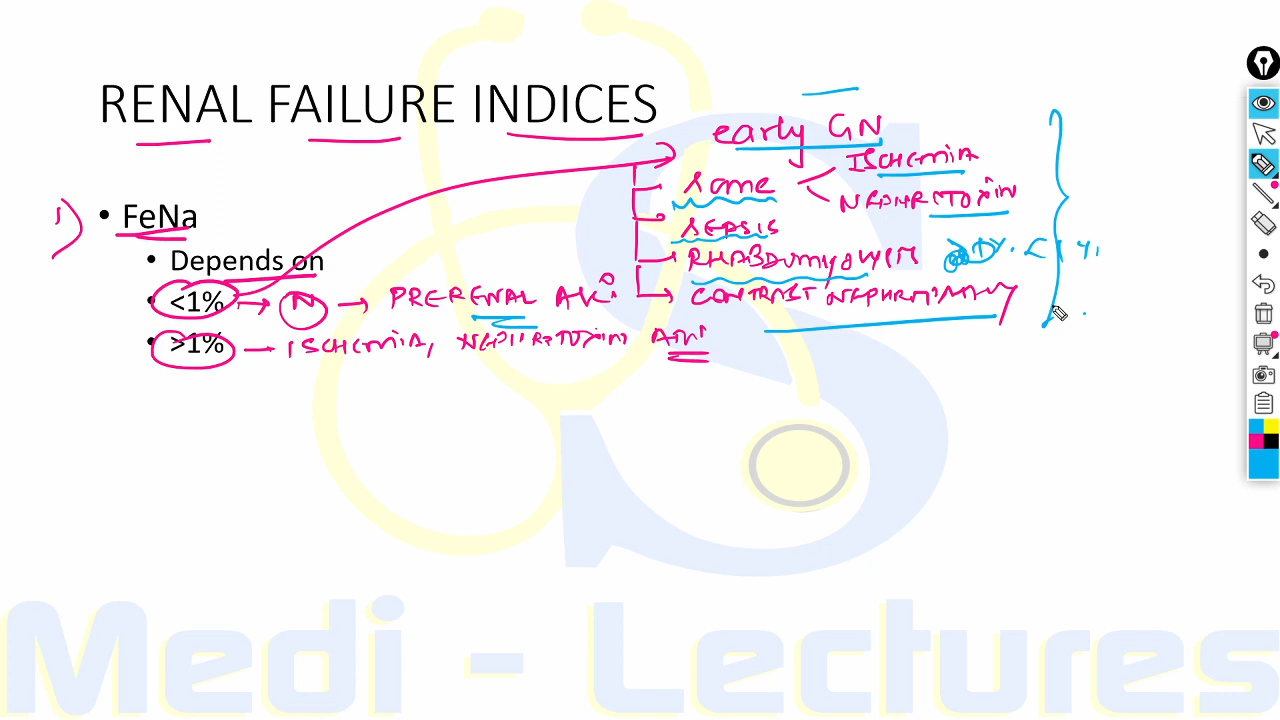 RENAL FAILURE INDICES
early GN
ISCHEMIA
some
NEPHROTOXIN
1)
• FeNa
SEPSIS
• Depends on
RHABDOMYOLYSIS
<1% → N → PRERENAL AKI
CONTRAST NEPHROPATHY
• >1% — ISCHEMIA, NEPHROTOXIN AKI
Medi - Lectures